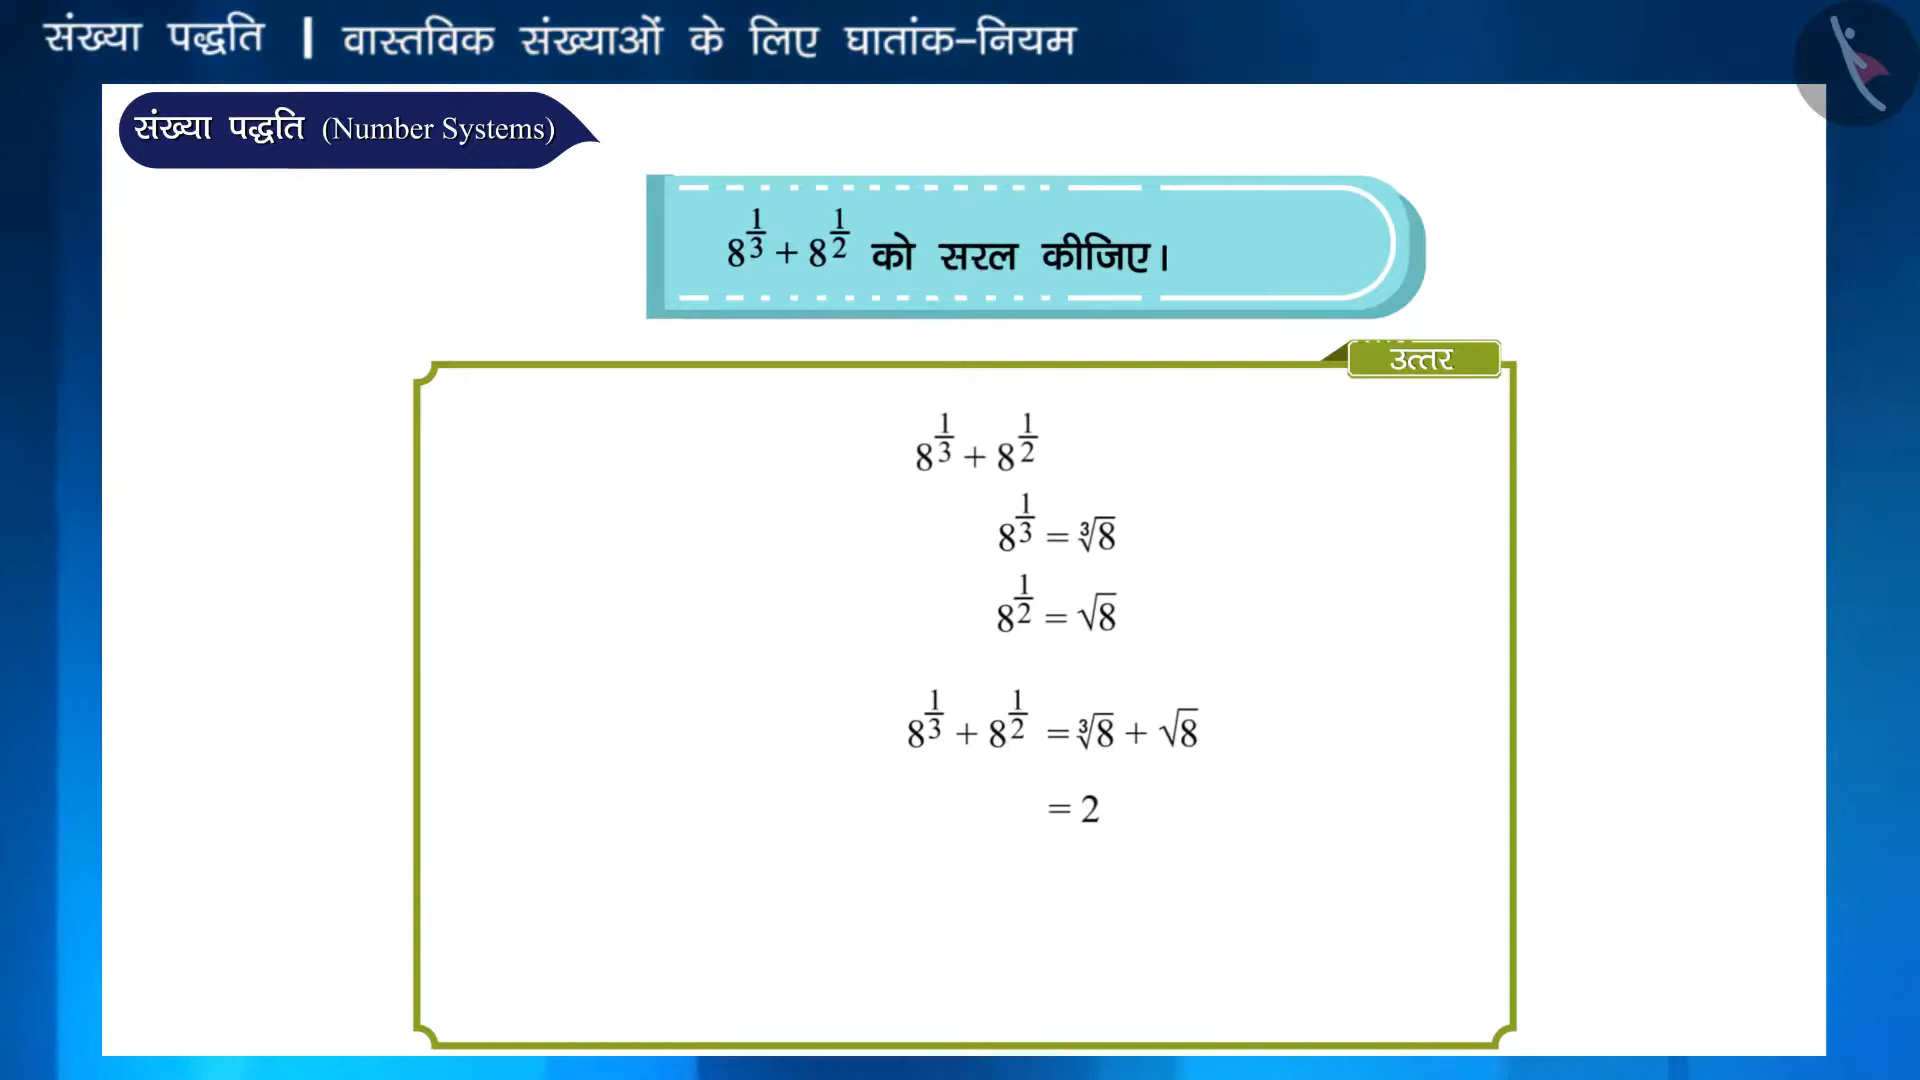 संख्या पद्धति | वास्तविक संख्याओं के लिए घातांक-नियम
संख्या पद्धति (Number Systems)
8^(1/3) + 8^(1/2) को सरल कीजिए।
उत्तर
8^(1/3) + 8^(1/2)
8^(1/3) = ∛8
8^(1/2) = √8
8^(1/3) + 8^(1/2) = ∛8 + √8
= 2